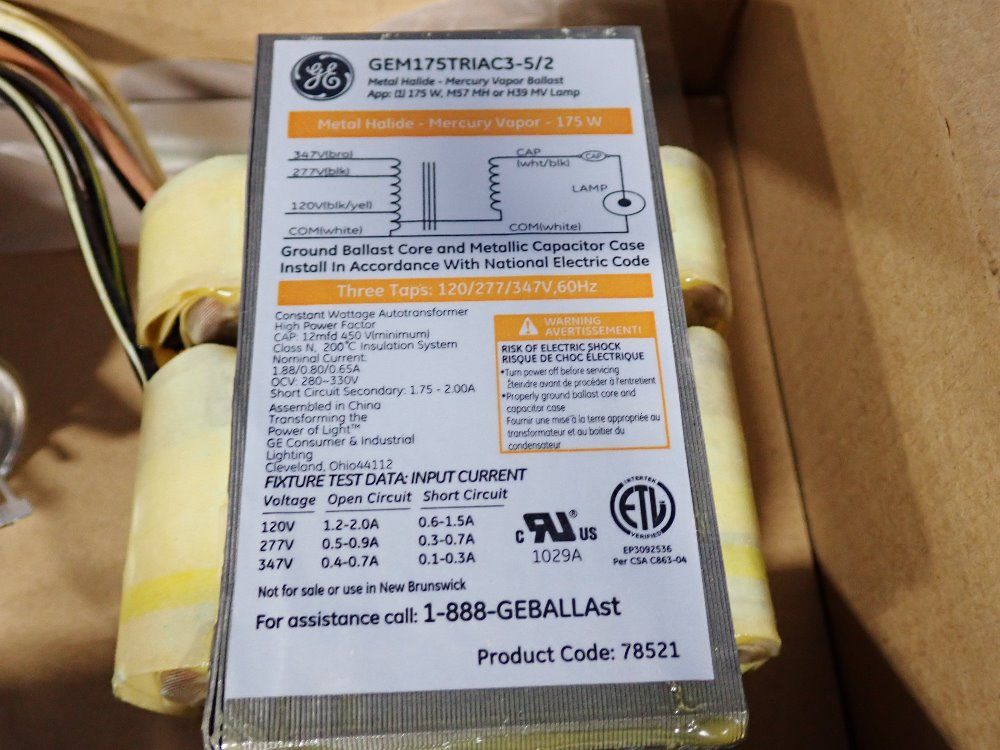 GE
GEM175TRIAC3-5/2
Metal Halide - Mercury Vapor Ballast
App: (1) 175 W, M57 MH or H39 MV Lamp
Metal Halide - Mercury Vapor - 175 W
347V(bro)
277V(blk)
120V(blk/yel)
COM(white)
CAP
(wht/blk)
CAP
LAMP
COM(white)
Ground Ballast Core and Metallic Capacitor Case
Install In Accordance With National Electric Code
Three Taps: 120/277/347V,60Hz
Constant Wattage Autotransformer
High Power Factor
CAP: 12mfd 450 V(minimum)
Class N, 200°C Insulation System
Nominal Current:
1.88/0.80/0.65A
OCV: 280~330V
Short Circuit Secondary: 1.75 - 2.00A
Assembled in China
Transforming the
Power of Light™
GE Consumer & Industrial
Lighting
Cleveland, Ohio44112
WARNING
AVERTISSEMENT!
RISK OF ELECTRIC SHOCK
RISQUE DE CHOC ÉLECTRIQUE
•Turn power off before servicing
Éteindre avant de procéder à l'entretient
•Properly ground ballast core and
capacitor case
Fournir une mise à la terre appropriée au
transformateur et au boitier du
condensateur
FIXTURE TEST DATA: INPUT CURRENT
Voltage Open Circuit Short Circuit
120V 1.2-2.0A 0.6-1.5A
277V 0.5-0.9A 0.3-0.7A
347V 0.4-0.7A 0.1-0.3A
c RU ® US
1029A
INTERTEK
ETL
VERIFIED
EP3092536
Per CSA C863-04
Not for sale or use in New Brunswick
For assistance call: 1-888-GEBALLAst
Product Code: 78521